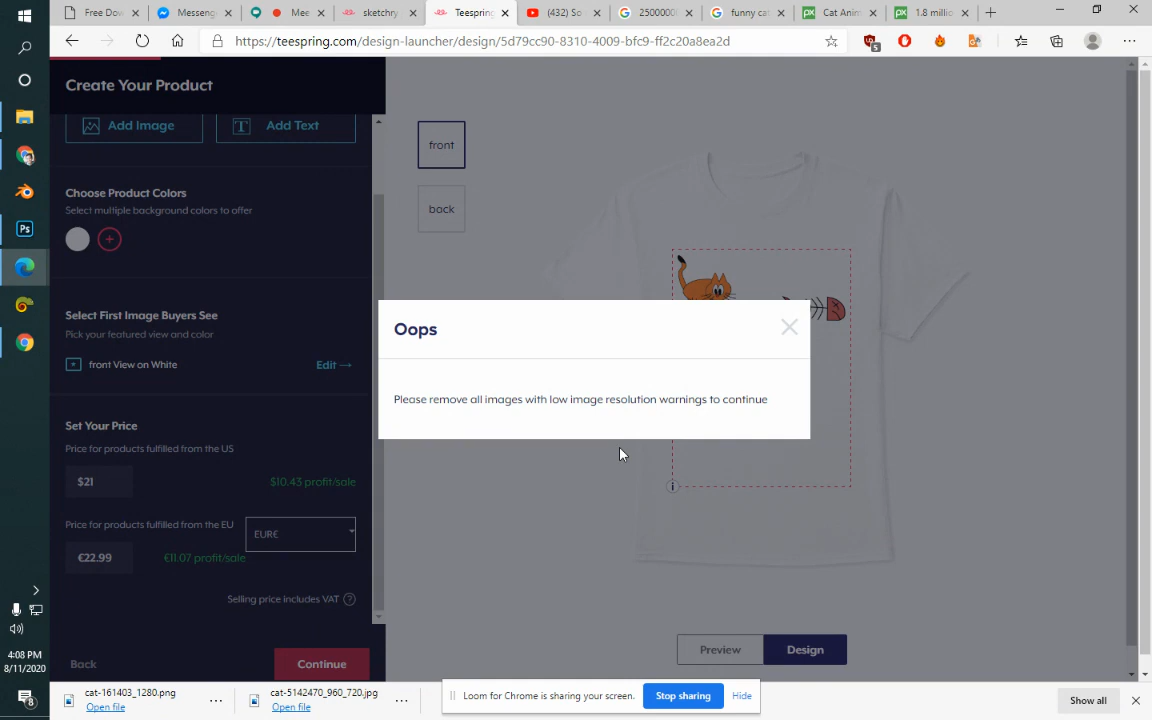 Free Dow
Messeng
Mee
sketchry
Teespring
(432) So
2500000
funny cat
Cat Anim
1.8 millio
https://teespring.com/design-launcher/design/5d79cc90-8310-4009-bfc9-ff2c20a8ea2d
5
Create Your Product
Add Image
T Add Text
Choose Product Colors
Select multiple background colors to offer
+
Select First Image Buyers See
Pick your featured view and color
front View on White
Edit →
Set Your Price
Price for products fulfilled from the US
$21
$10.43 profit/sale
Price for products fulfilled from the EU
EUR€
€22.99
€11.07 profit/sale
Selling price includes VAT ?
Back
Continue
front
back
Oops
Please remove all images with low image resolution warnings to continue
i
Preview
Design
Ps
4:08 PM
8/11/2020
8
cat-161403_1280.png
Open file
cat-5142470_960_720.jpg
Open file
Loom for Chrome is sharing your screen.
Stop sharing
Hide
Show all